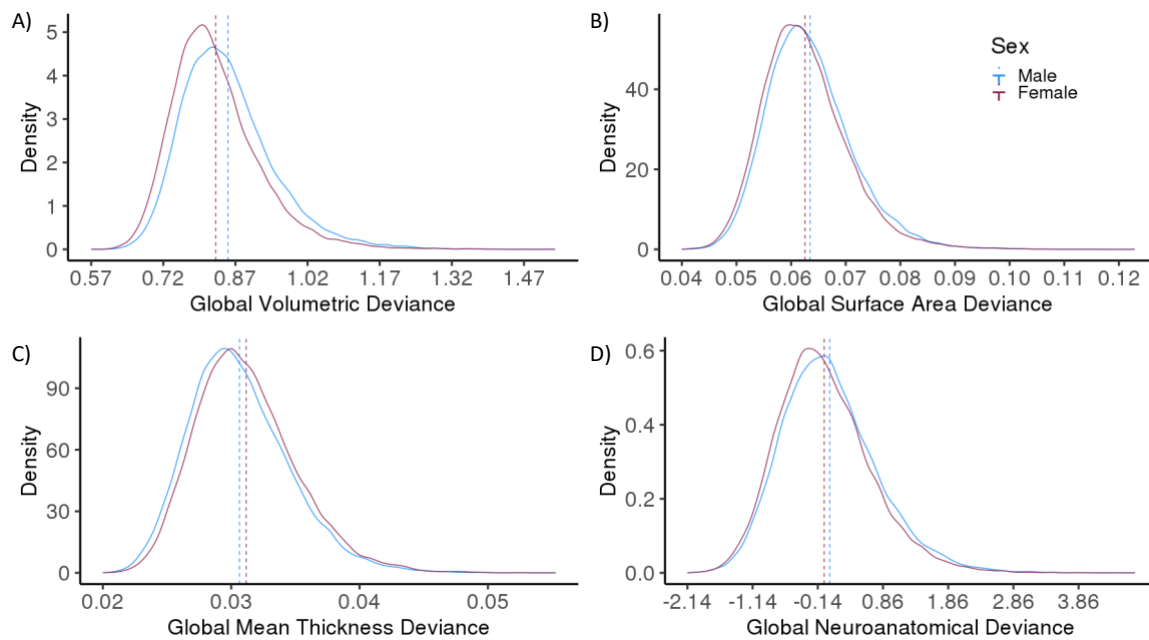 A)
5
4
3
2
1
0
Density
0.57 0.72 0.87 1.02 1.17 1.32 1.47
Global Volumetric Deviance
B)
40
20
0
Density
0.04 0.05 0.06 0.07 0.08 0.09 0.10 0.11 0.12
Global Surface Area Deviance
Sex
Male
Female
C)
90
60
30
0
Density
0.02 0.03 0.04 0.05
Global Mean Thickness Deviance
D)
0.6
0.4
0.2
0.0
Density
-2.14 -1.14 -0.14 0.86 1.86 2.86 3.86
Global Neuroanatomical Deviance